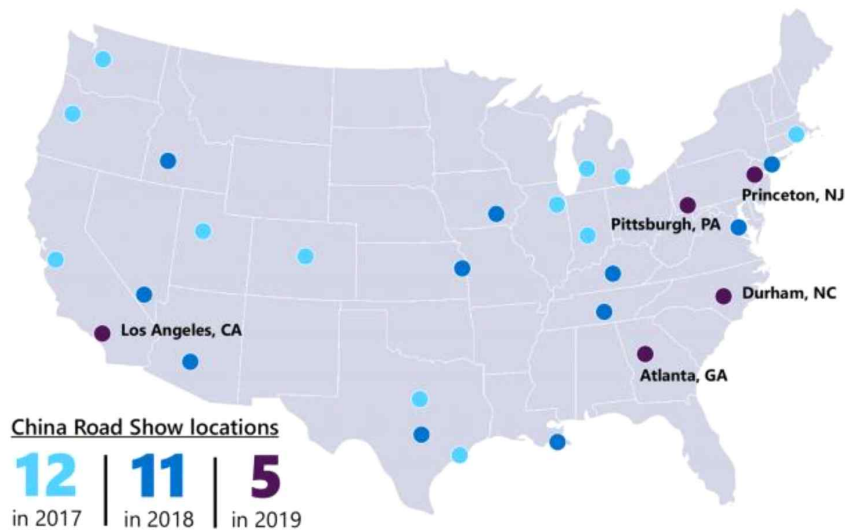 Princeton, NJ
Pittsburgh, PA
Durham, NC
Los Angeles, CA
Atlanta, GA
China Road Show locations
12 | 11 | 5
in 2017 | in 2018 | in 2019